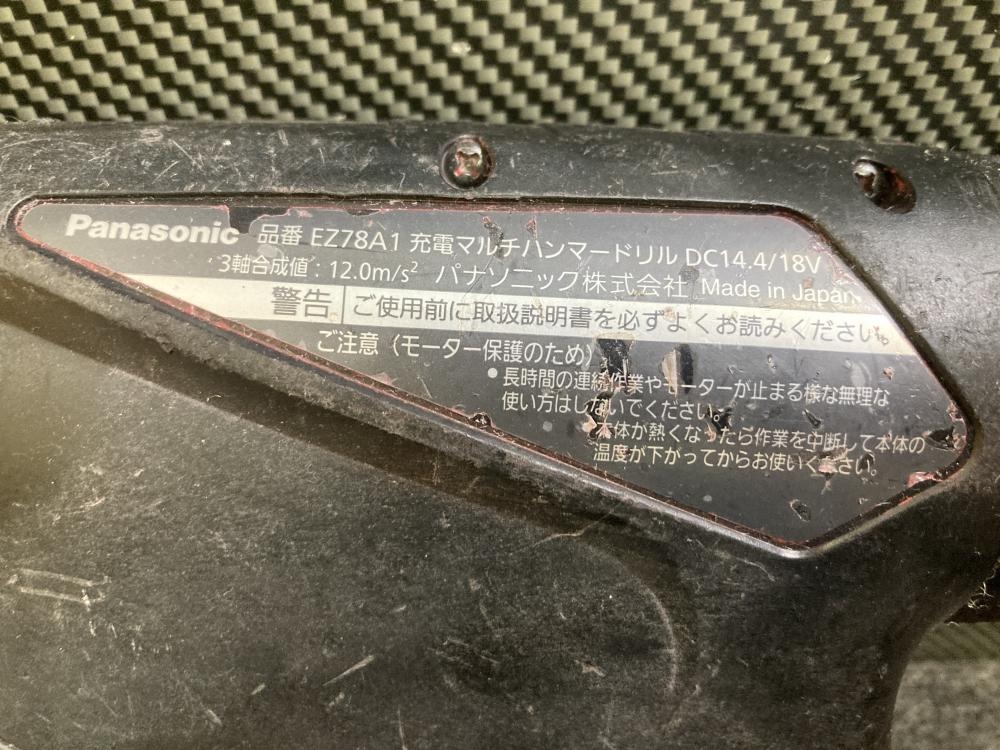 Panasonic 品番 EZ78A1 充電マルチハンマードリル DC14.4/18V
3軸合成値：12.0m/s² パナソニック株式会社 Made in Japan
警告 ご使用前に取扱説明書を必ずよくお読みください
ご注意（モーター保護のため）
• 長時間の連続作業やモーターが止まる様な無理な
使い方はしないでください。
本体が熱くなったら作業を中断して本体の
温度が下がってからお使いください。